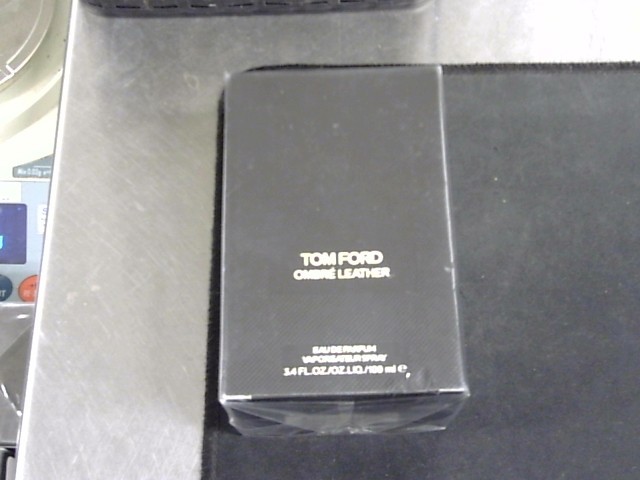 TOM FORD
OMBRÉ LEATHER
EAU DE PARFUM
VAPORISATEUR SPRAY
3.4 FL.OZ./OZ.LIQ./100 ml ℮